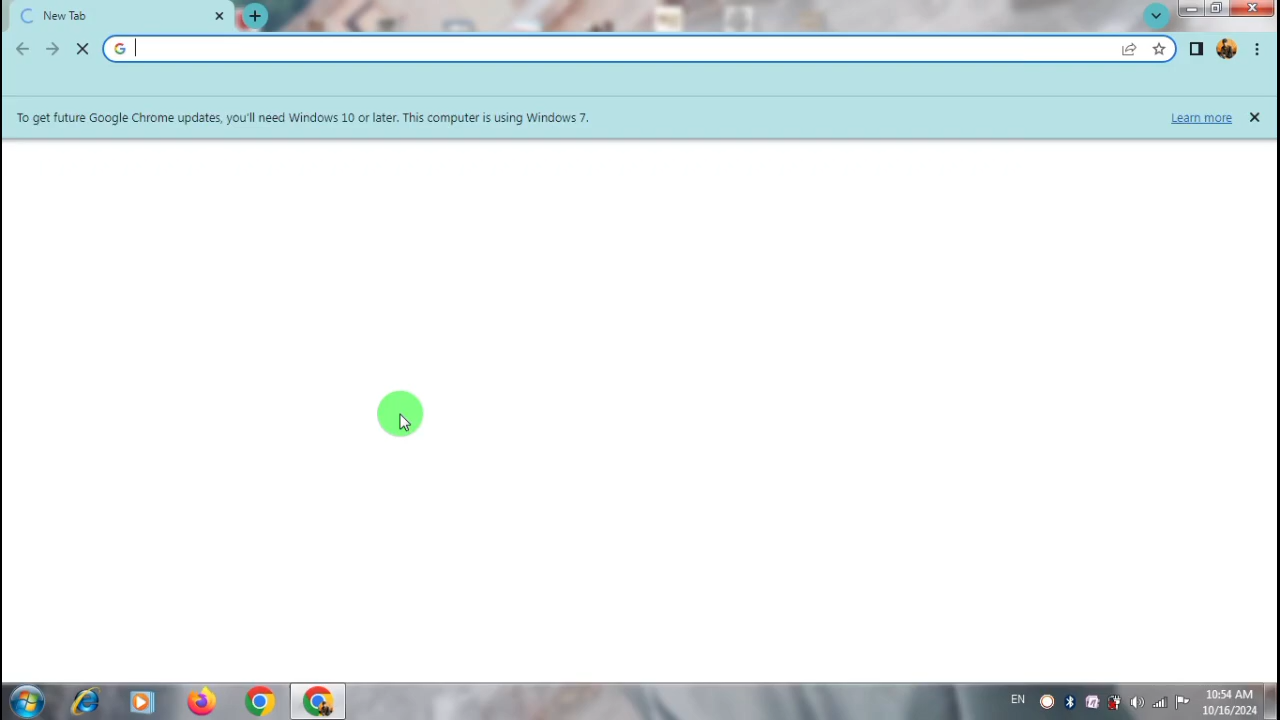 New Tab
To get future Google Chrome updates, you'll need Windows 10 or later. This computer is using Windows 7.
Learn more
EN
10:54 AM
10/16/2024